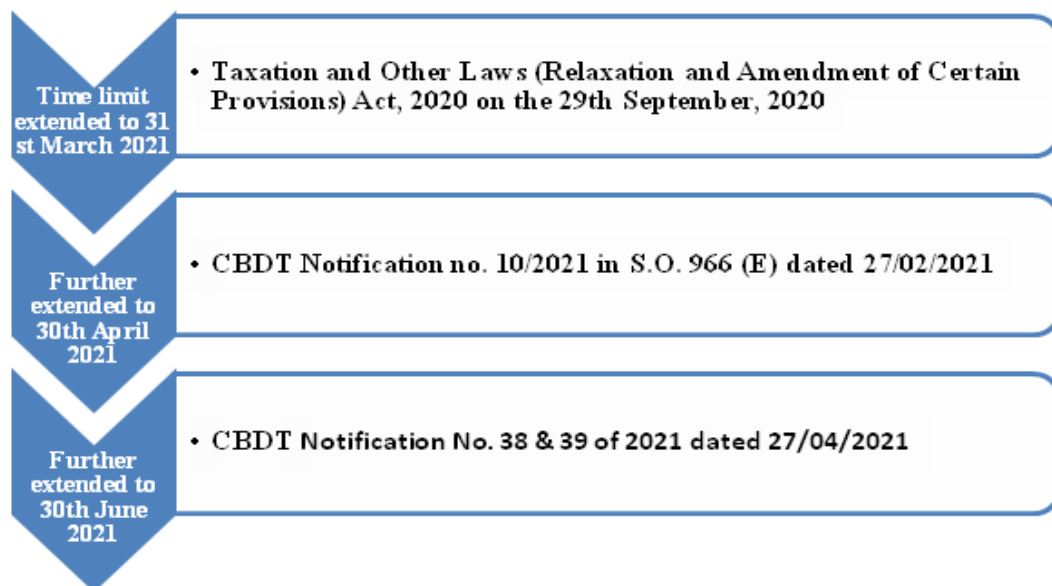 Time limit
extended to 31
st March 2021
• Taxation and Other Laws (Relaxation and Amendment of Certain
Provisions) Act, 2020 on the 29th September, 2020
Further
extended to
30th April
2021
• CBDT Notification no. 10/2021 in S.O. 966 (E) dated 27/02/2021
Further
extended to
30th June
2021
• CBDT Notification No. 38 & 39 of 2021 dated 27/04/2021